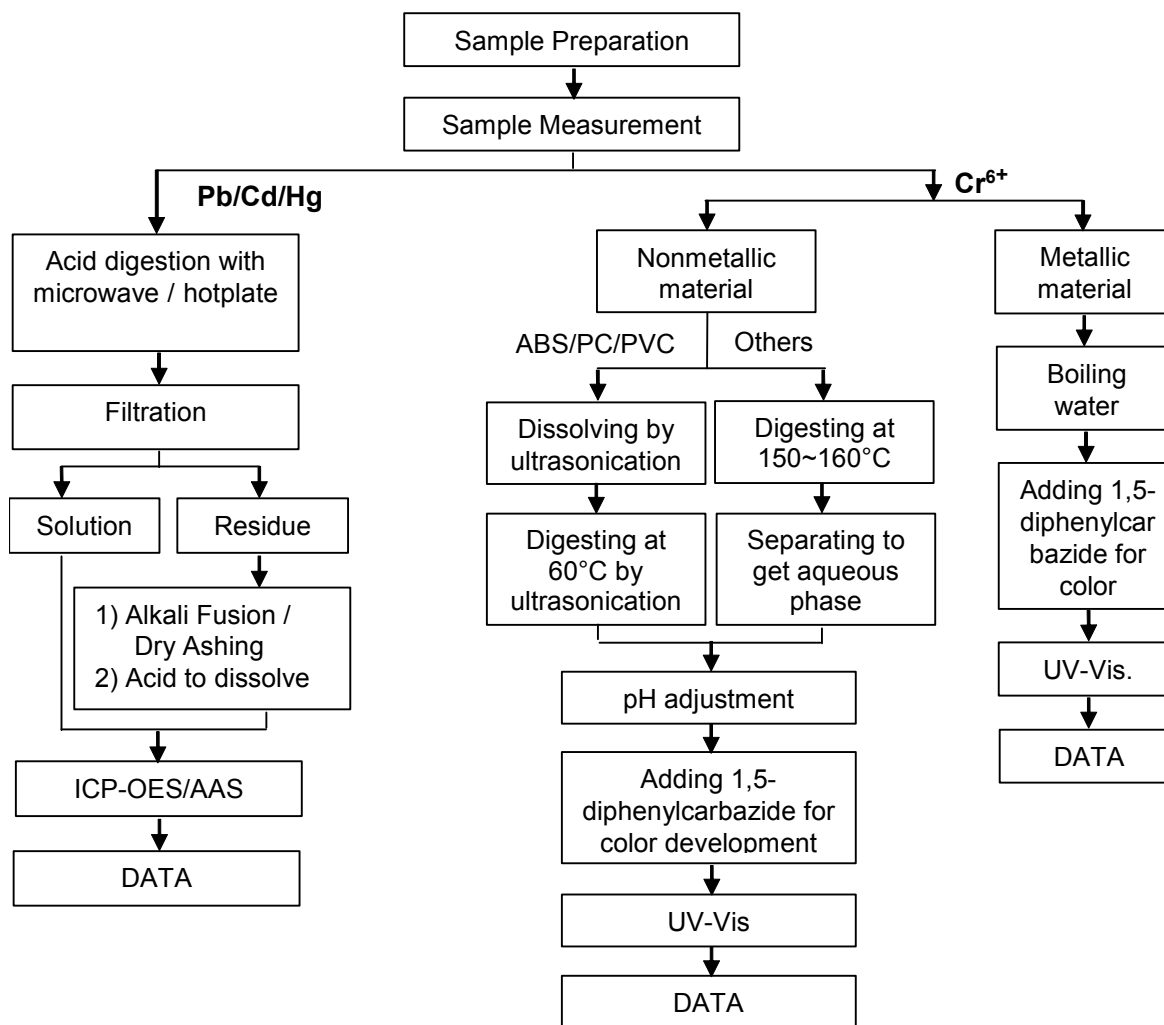 Sample Preparation
Sample Measurement
Pb/Cd/Hg
Cr⁶⁺
Acid digestion with
microwave / hotplate
Filtration
Solution
Residue
1) Alkali Fusion /
Dry Ashing
2) Acid to dissolve
ICP-OES/AAS
DATA
Nonmetallic
material
ABS/PC/PVC
Others
Dissolving by
ultrasonication
Digesting at
60°C by
ultrasonication
Digesting at
150~160°C
Separating to
get aqueous
phase
pH adjustment
Adding 1,5-
diphenylcarbazide for
color development
UV-Vis
DATA
Metallic
material
Boiling
water
Adding 1,5-
diphenylcar
bazide for
color
UV-Vis.
DATA